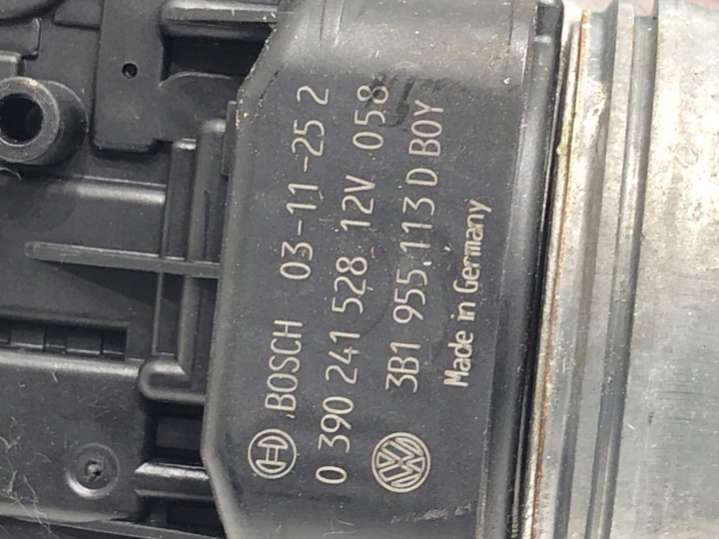 BOSCH 03-11-25 2
0 390 241 528 12V 058
3B1 955 113 D BOY
Made in Germany